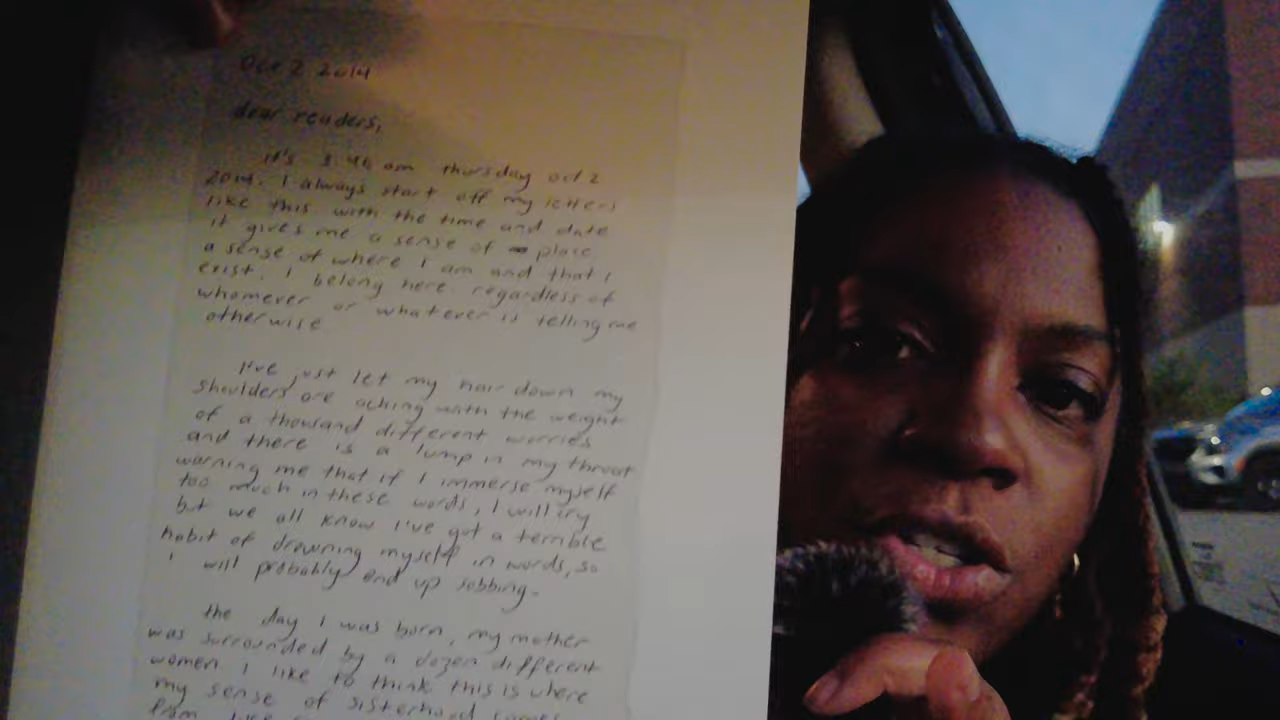 Oct 2 2014
dear readers,
it's 3:46 am thursday oct 2
2014. I always start off my letters
like this with the time and date
it gives me a sense of place
a sense of where I am and that I
exist. I belong here. regardless of
whomever or whatever is telling me
otherwise
I've just let my hair down my
shoulders are aching with the weight
of a thousand different worries
and there is a lump in my throat
warning me that if I immerse myself
too much in these words, I will cry
but we all know I've got a terrible
habit of drowning myself in words, so
I will probably end up sobbing.
the day I was born, my mother
was surrounded by a dozen different
women I like to think this is where
my sense of sisterhood comes
from